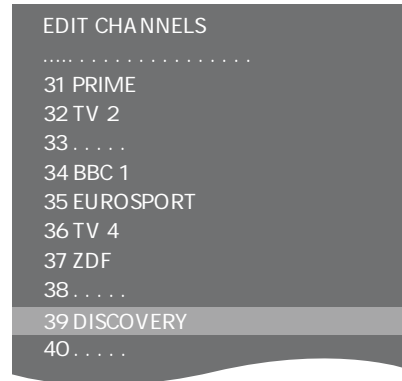 EDIT CHANNELS
..... . . . . . . . . . . . . . . . .
31 PRIME
32 TV 2
33 . . . . .
34 BBC 1
35 EUROSPORT
36 TV 4
37 ZDF
38 . . . . .
39 DISCOVERY
40 . . . . .